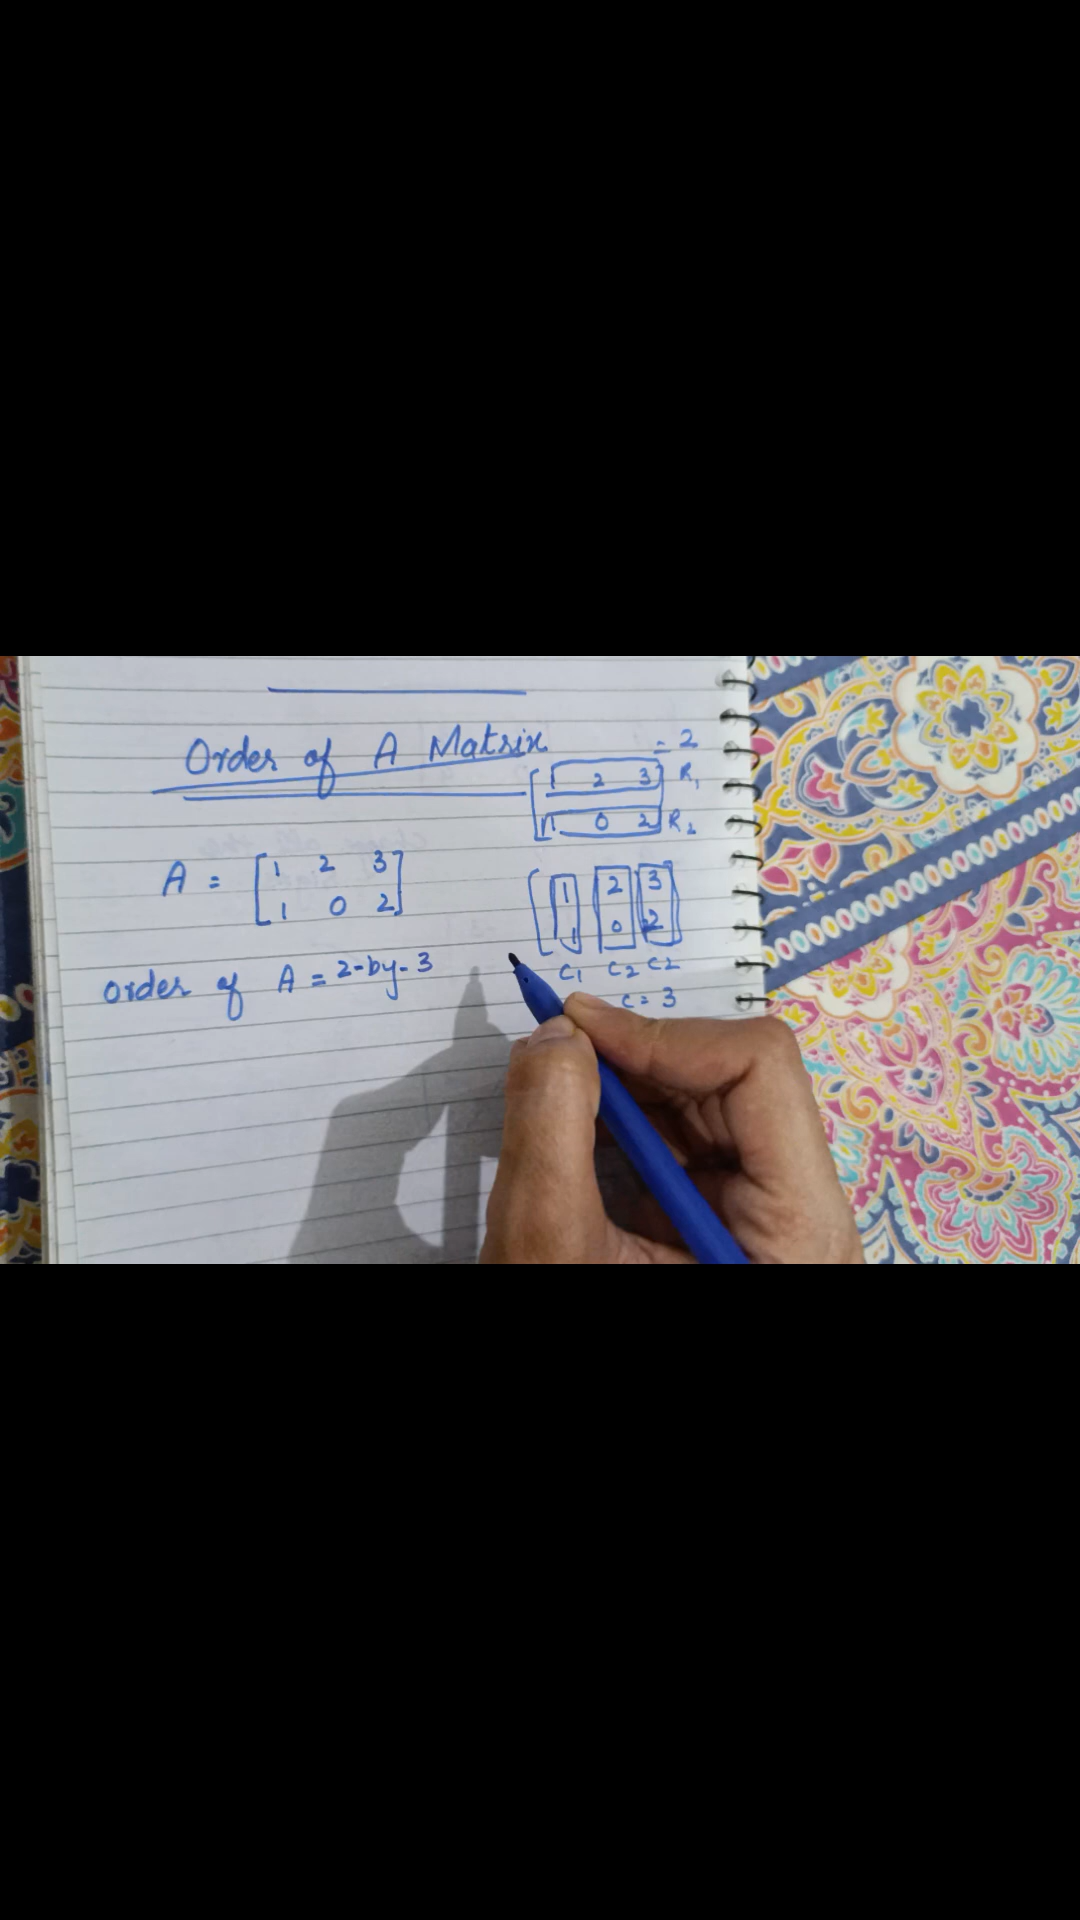 Order of A Matrix
= 2
1 2 3 R1
1 0 2 R2
A = [1 2 3
1 0 2]
1 2 3
1 0 2
C1 C2 C2
C = 3
order of A = 2-by-3